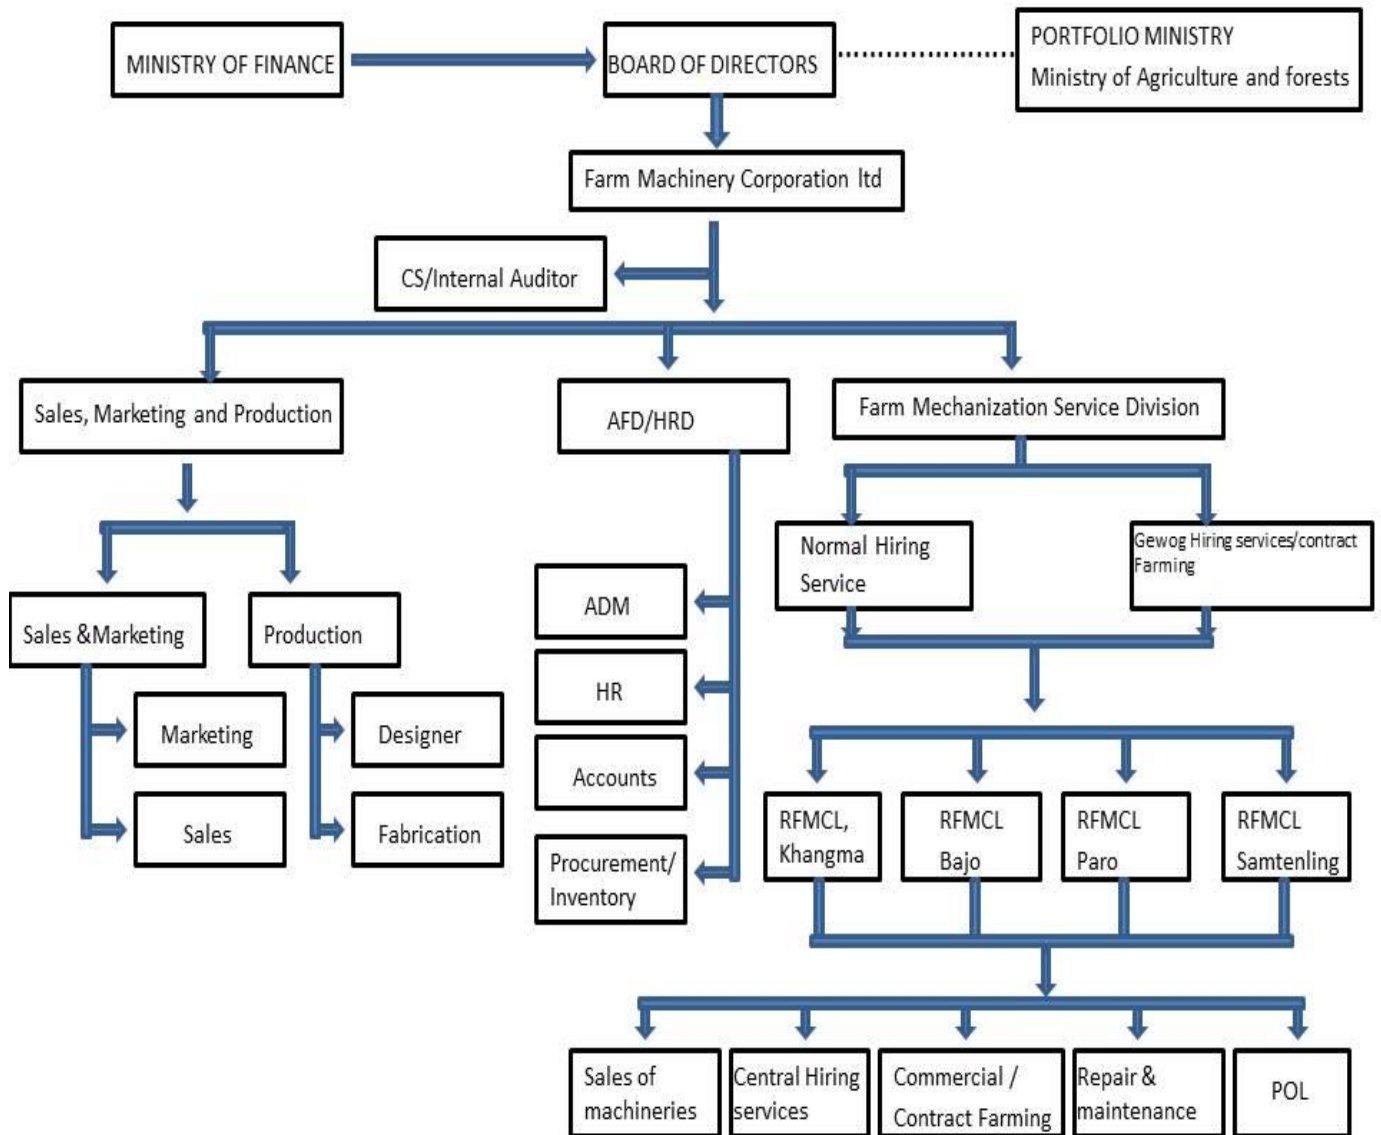 MINISTRY OF FINANCE
BOARD OF DIRECTORS
PORTFOLIO MINISTRY
Ministry of Agriculture and forests
Farm Machinery Corporation ltd
CS/Internal Auditor
Sales, Marketing and Production
AFD/HRD
Farm Mechanization Service Division
Normal Hiring
Service
Gewog Hiring services/contract
Farming
Sales &Marketing
Production
Marketing
Sales
Designer
Fabrication
ADM
HR
Accounts
Procurement/
Inventory
RFMCL,
Khangma
RFMCL
Bajo
RFMCL
Paro
RFMCL
Samtenling
Sales of
machineries
Central Hiring
services
Commercial /
Contract Farming
Repair &
maintenance
POL